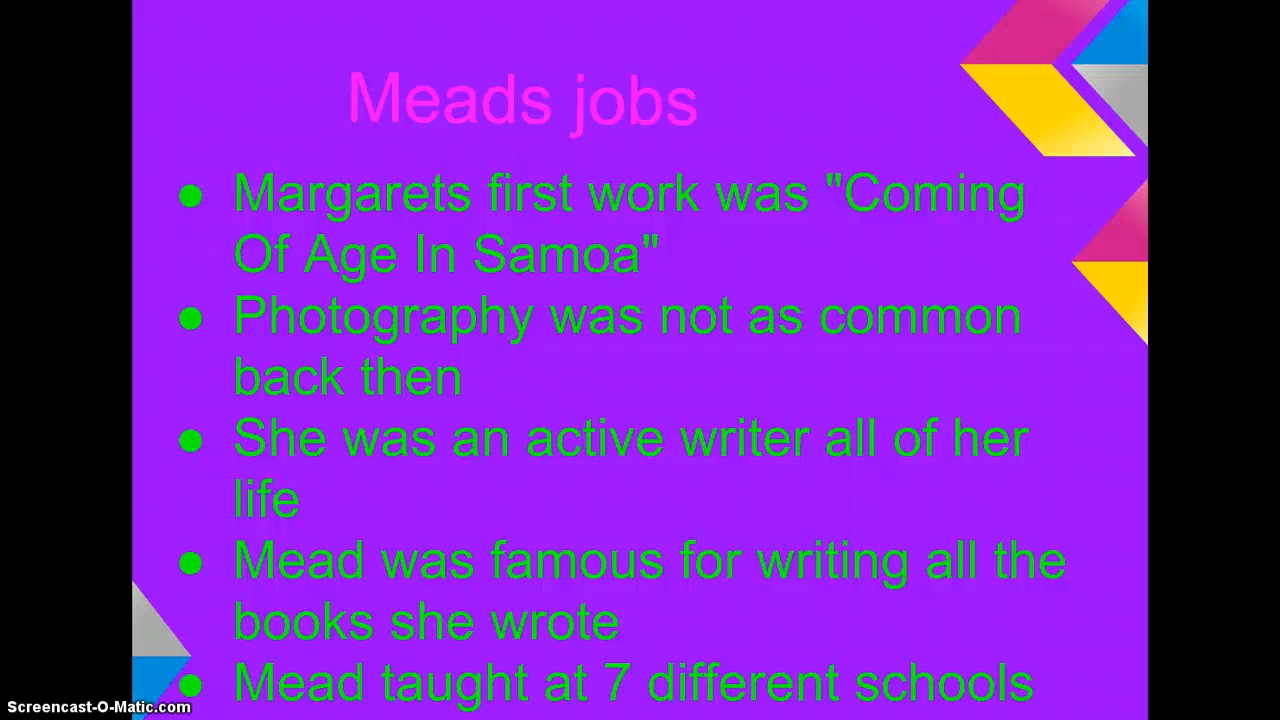 Meads jobs
● Margarets first work was "Coming
Of Age In Samoa"
● Photography was not as common
back then
● She was an active writer all of her
life
● Mead was famous for writing all the
books she wrote
● Mead taught at 7 different schools
Screencast-O-Matic.com